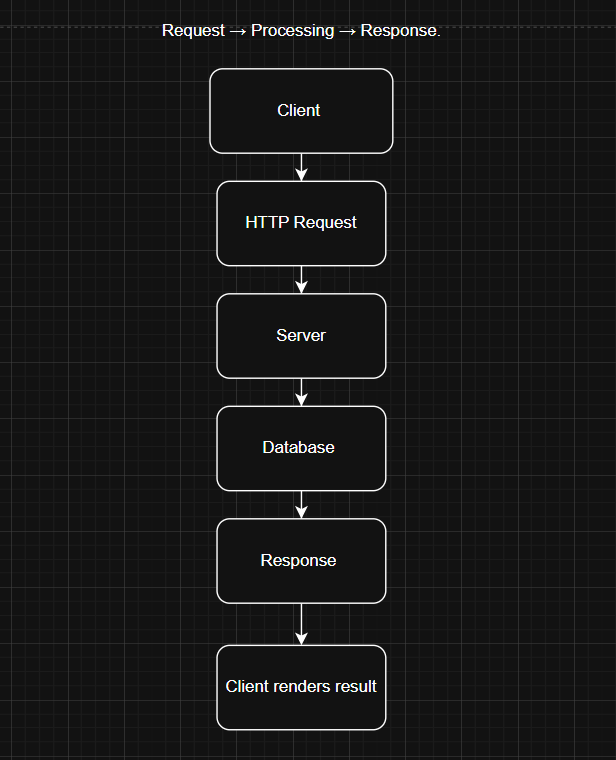 Request → Processing → Response.
Client
HTTP Request
Server
Database
Response
Client renders result